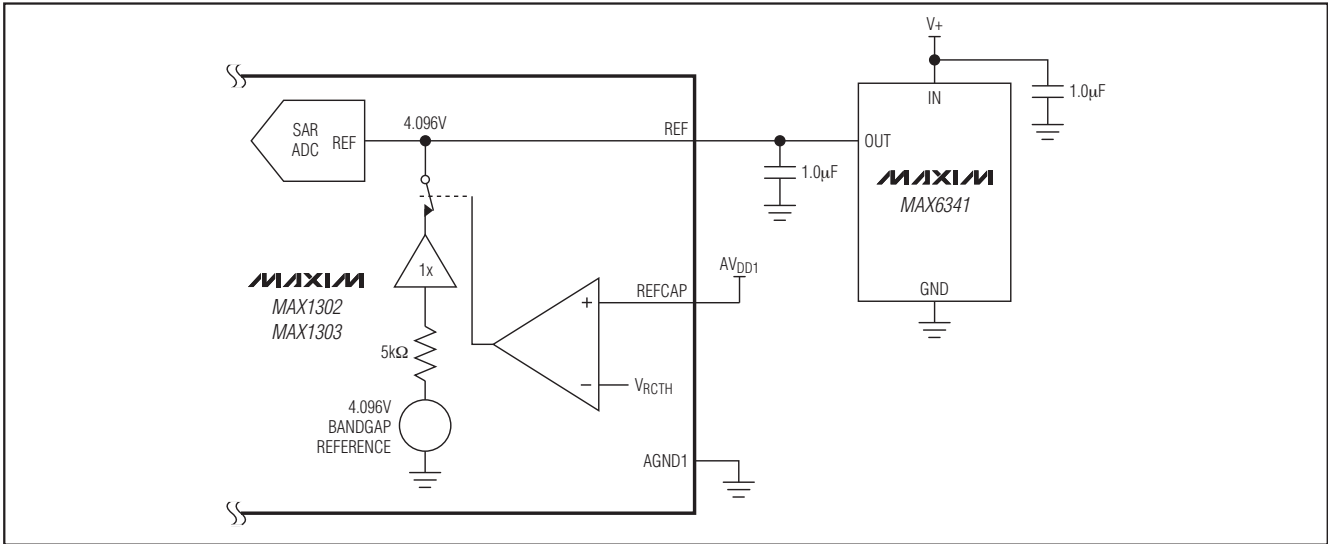 V+
1.0µF
IN
OUT
MAXIM
MAX6341
GND
1.0µF
SAR
ADC
REF
4.096V
REF
1x
MAXIM
MAX1302
MAX1303
5kΩ
4.096V
BANDGAP
REFERENCE
+
−
REFCAP
AVDD1
VRCTH
AGND1